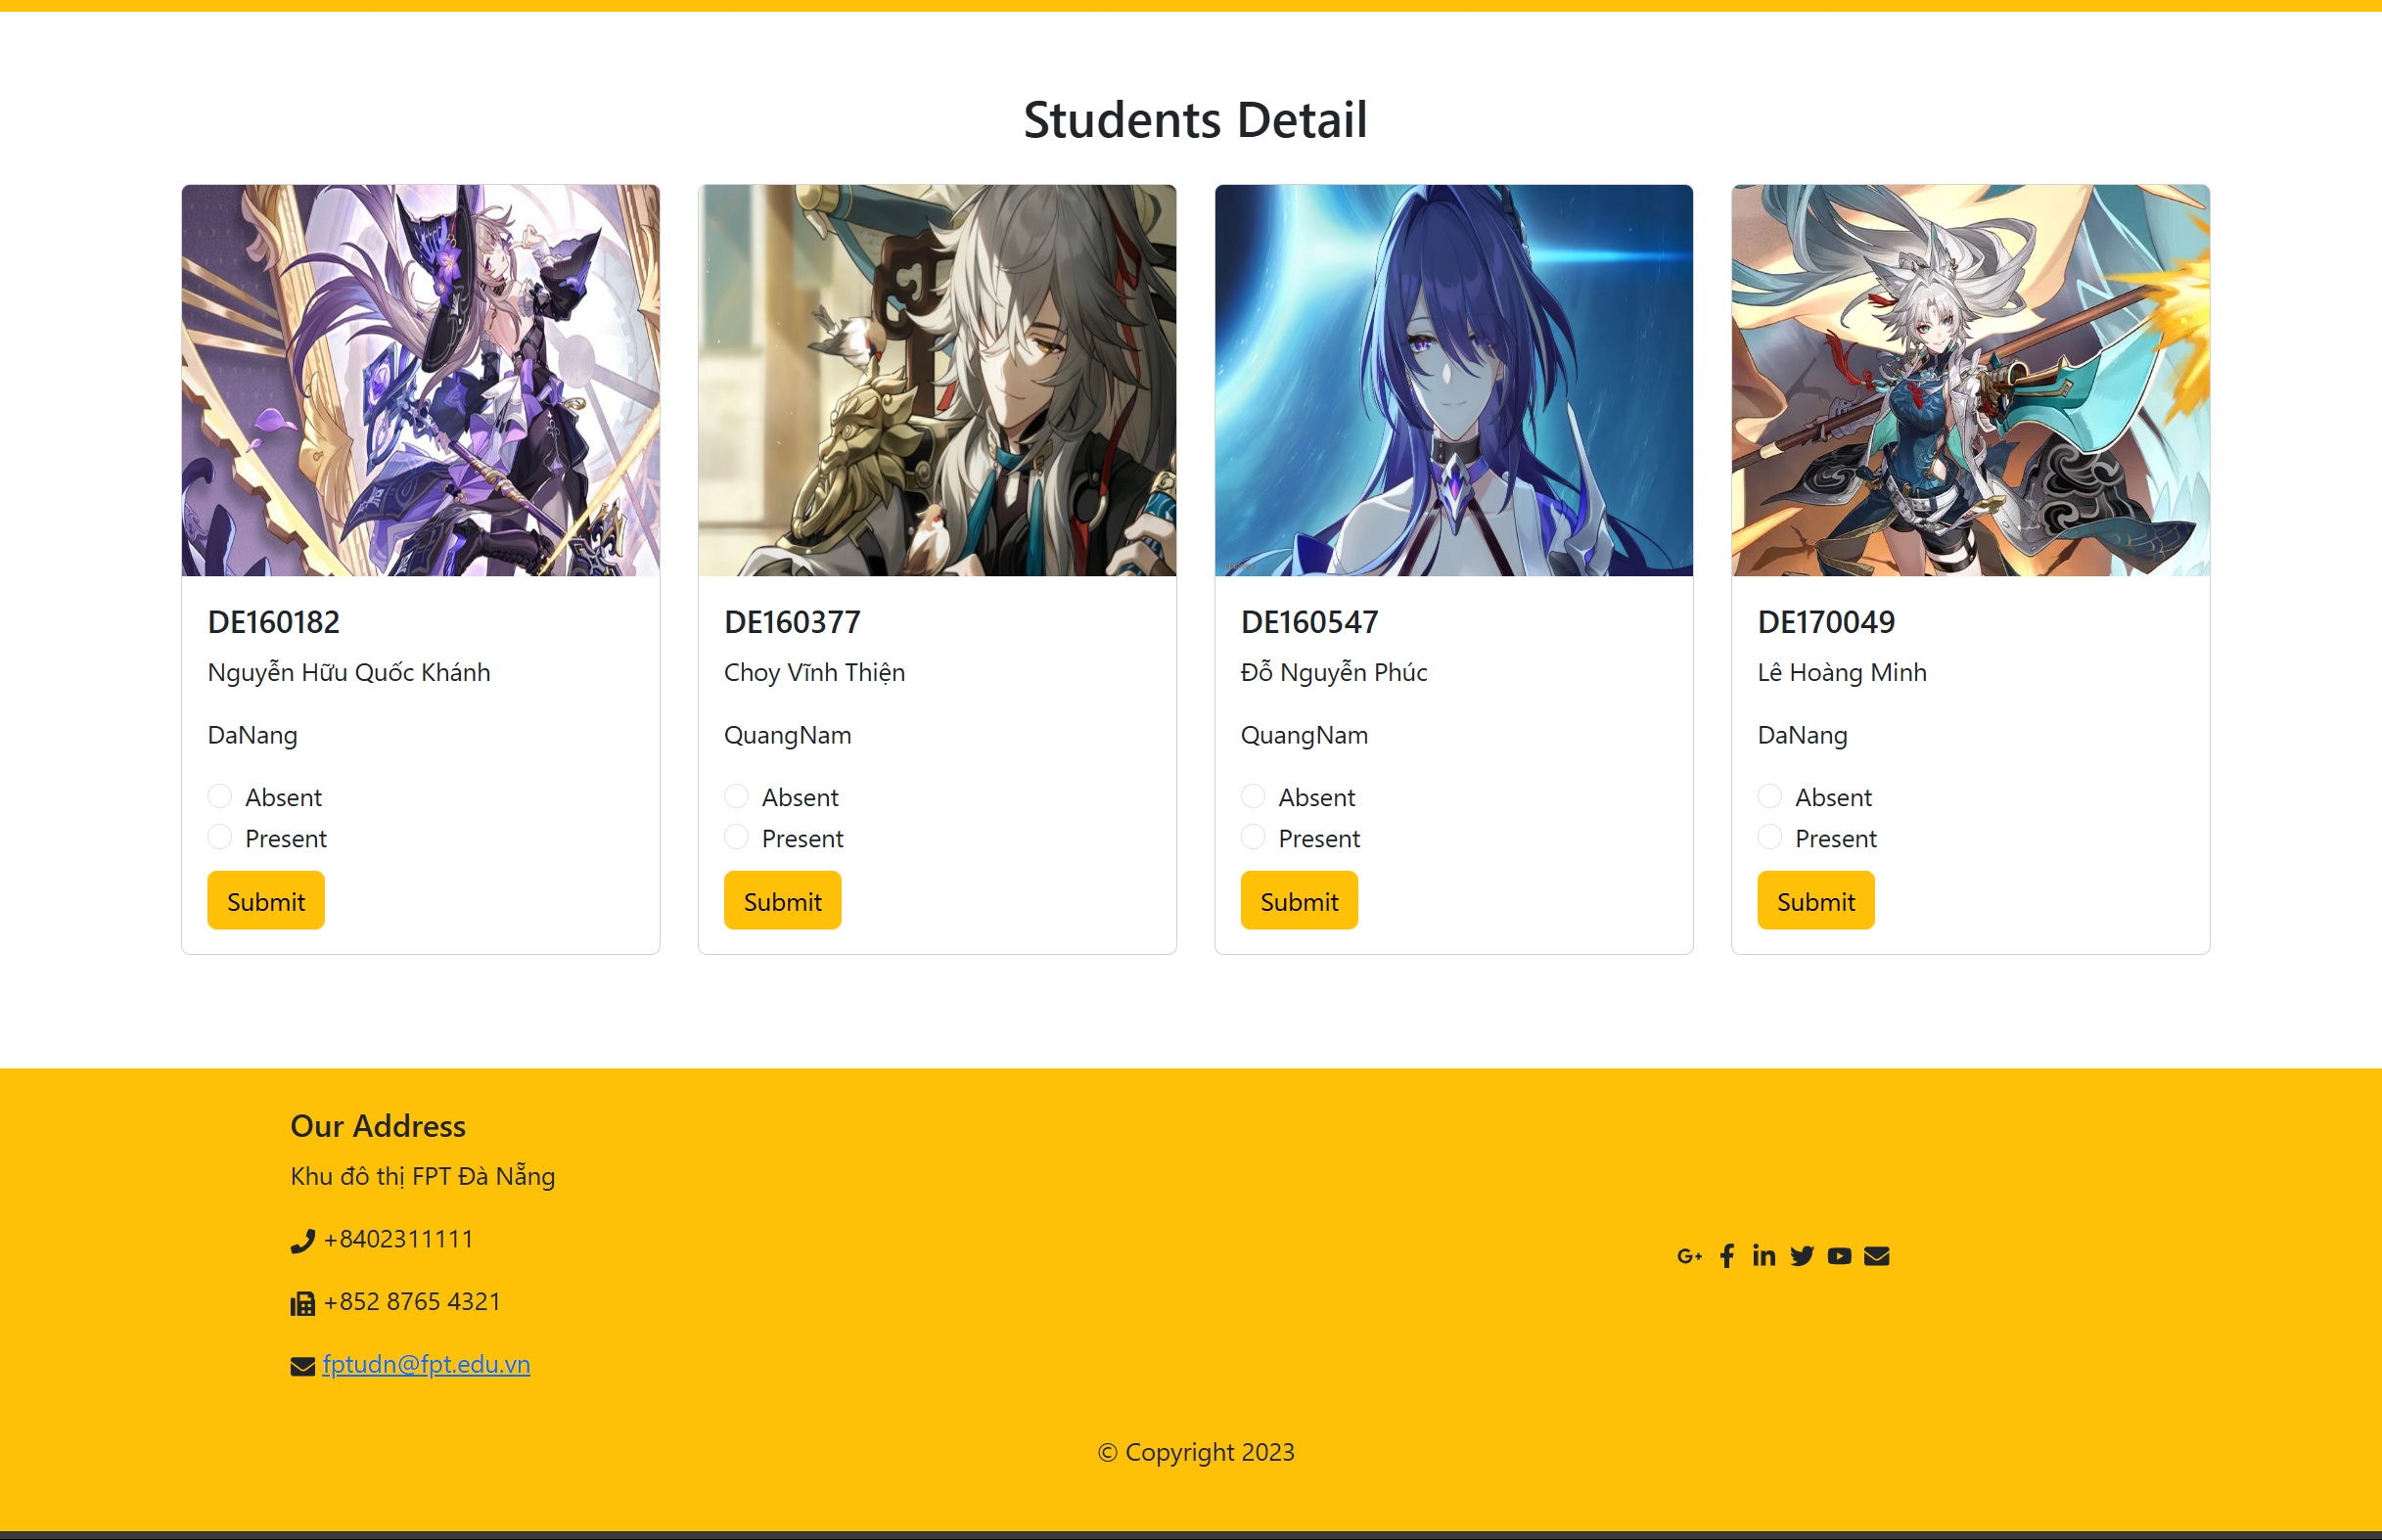 Students Detail
DE160182
Nguyễn Hữu Quốc Khánh
DaNang
Absent
Present
Submit
DE160377
Choy Vĩnh Thiện
QuangNam
Absent
Present
Submit
DE160547
Đỗ Nguyễn Phúc
QuangNam
Absent
Present
Submit
DE170049
Lê Hoàng Minh
DaNang
Absent
Present
Submit
Our Address
Khu đô thị FPT Đà Nẵng
+8402311111
+852 8765 4321
fptudn@fpt.edu.vn
© Copyright 2023